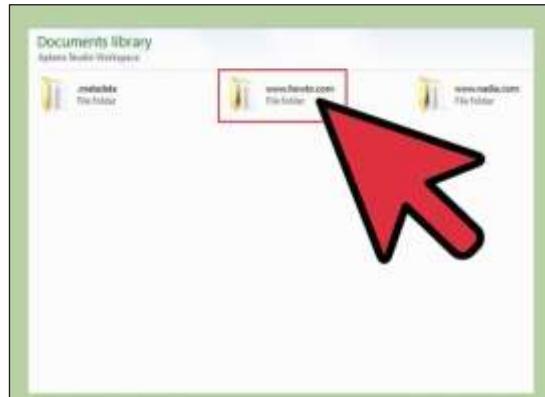 Documents library
Aptana Studio Workspace
.metadata
File folder
www.howto.com
File folder
www.nadia.com
File folder